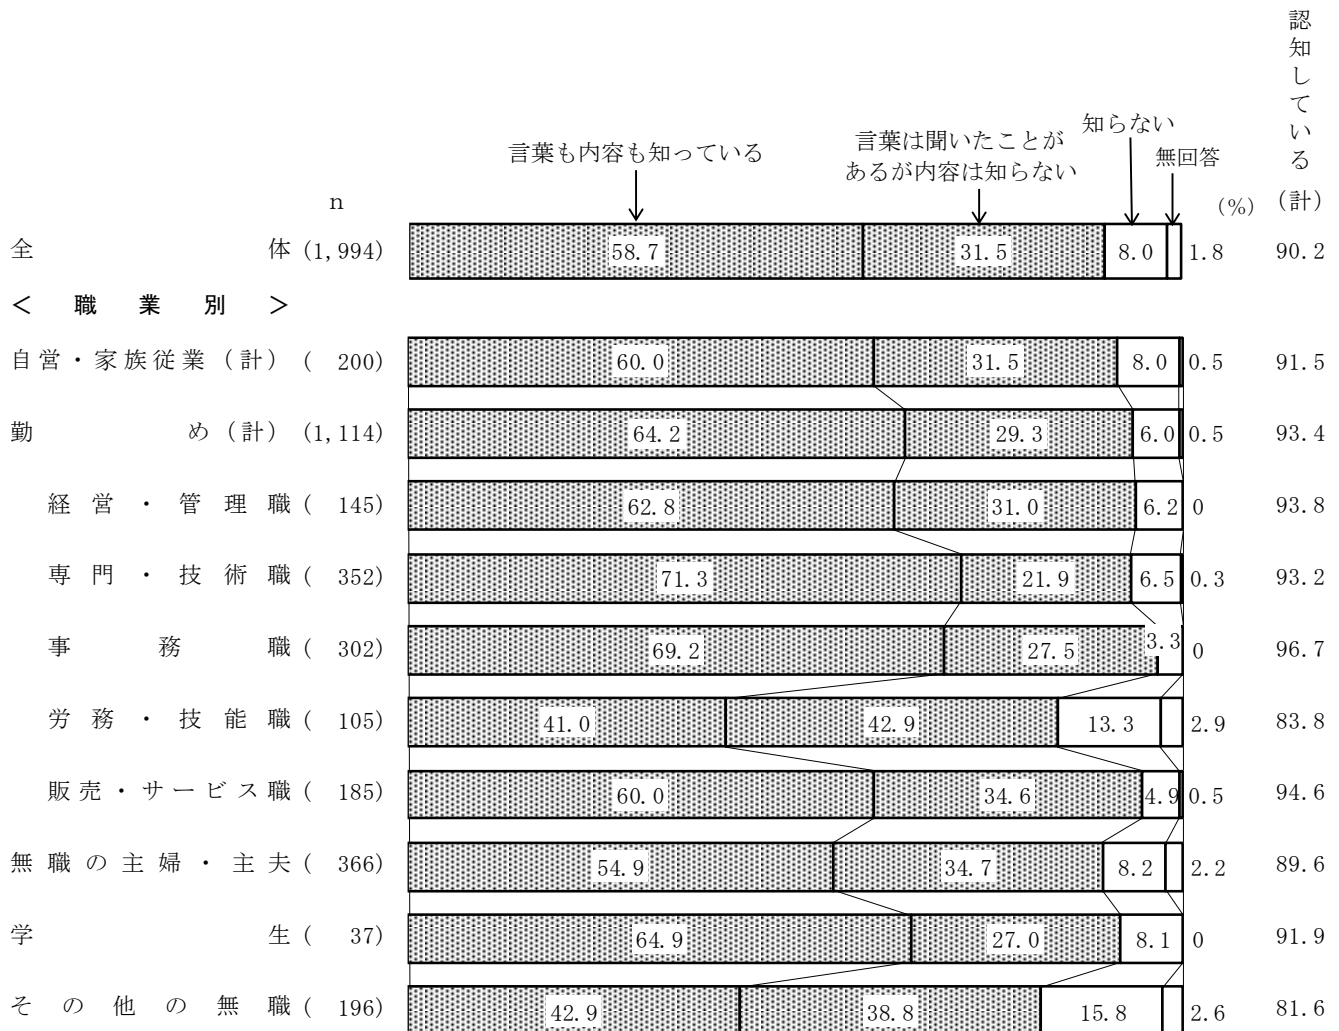 認知している（計）
知らない
言葉も内容も知っている
言葉は聞いたことが
あるが内容は知らない
無回答
n
(%)
全体 (1,994) 58.7 31.5 8.0 1.8 90.2
＜職業別＞
自営・家族従業（計） ( 200) 60.0 31.5 8.0 0.5 91.5
勤め（計） (1,114) 64.2 29.3 6.0 0.5 93.4
経営・管理職 ( 145) 62.8 31.0 6.2 0 93.8
専門・技術職 ( 352) 71.3 21.9 6.5 0.3 93.2
事務職 ( 302) 69.2 27.5 3.3 0 96.7
労務・技能職 ( 105) 41.0 42.9 13.3 2.9 83.8
販売・サービス職 ( 185) 60.0 34.6 4.9 0.5 94.6
無職の主婦・主夫 ( 366) 54.9 34.7 8.2 2.2 89.6
学生 ( 37) 64.9 27.0 8.1 0 91.9
その他の無職 ( 196) 42.9 38.8 15.8 2.6 81.6